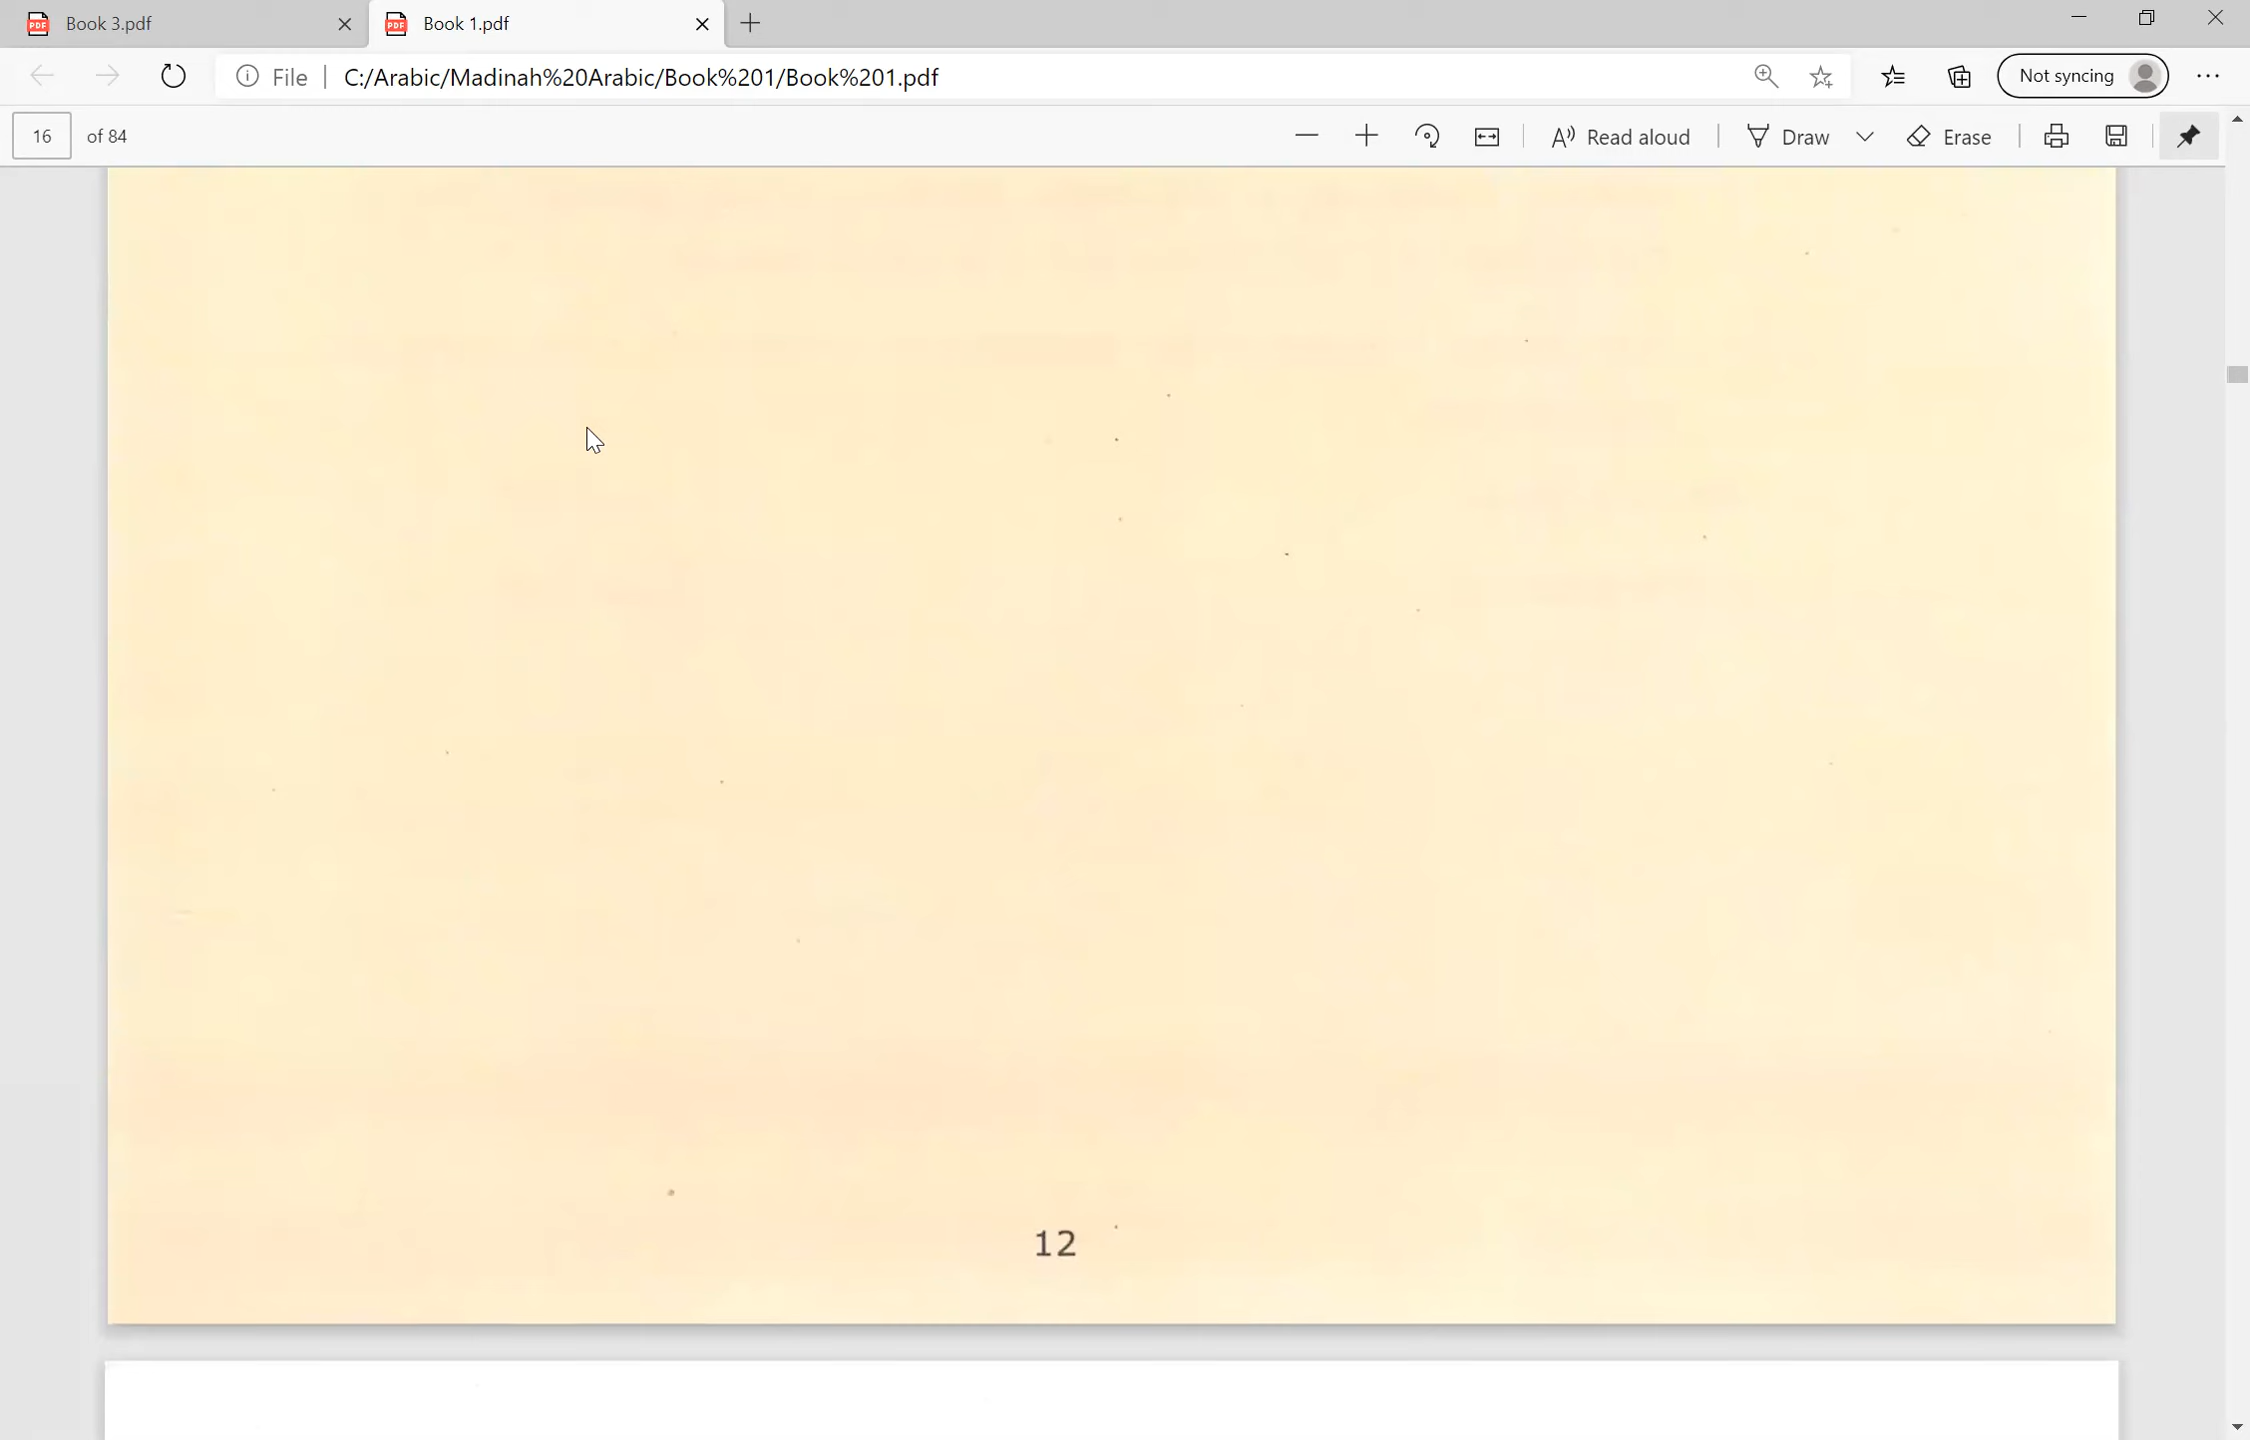 Book 3.pdf
Book 1.pdf
File
C:/Arabic/Madinah%20Arabic/Book%201/Book%201.pdf
Not syncing
16 of 84
Read aloud
Draw
Erase
12